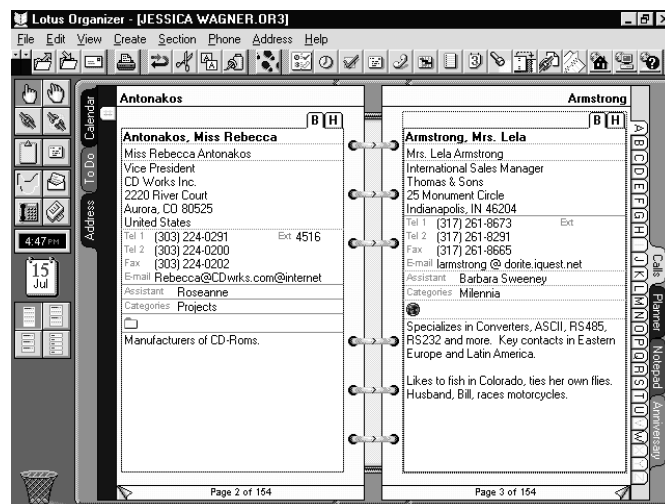 Lotus Organizer - [JESSICA WAGNER.OR3]
File Edit View Create Section Phone Address Help
Calendar
To Do
Address
4:47 PM
15
Jul
Antonakos
B H
Antonakos, Miss Rebecca
Miss Rebecca Antonakos
Vice President
CD Works Inc.
2220 River Court
Aurora, CO 80525
United States
Tel 1 (303) 224-0291 Ext 4516
Tel 2 (303) 224-0200
Fax (303) 224-0202
E-mail Rebecca@CDwrks.com@internet
Assistant Roseanne
Categories Projects
Manufacturers of CD-Roms.
Page 2 of 154
Armstrong
B H
Armstrong, Mrs. Lela
Mrs. Lela Armstrong
International Sales Manager
Thomas & Sons
25 Monument Circle
Indianapolis, IN 46204
Tel 1 (317) 261-8673 Ext
Tel 2 (317) 261-8291
Fax (317) 261-8665
E-mail larmstrong @ dorite.iquest.net
Assistant Barbara Sweeney
Categories Milennia
Specializes in Converters, ASCII, RS485,
RS232 and more. Key contacts in Eastern
Europe and Latin America.
Likes to fish in Colorado, ties her own flies.
Husband, Bill, races motorcycles.
Page 3 of 154
A
B
C
D
E
F
G
H
I
J
K
L
M
N
O
P
Q
R
S
T
U
V
W
X
Y
Z
Calls
Planner
Notepad
Anniversary